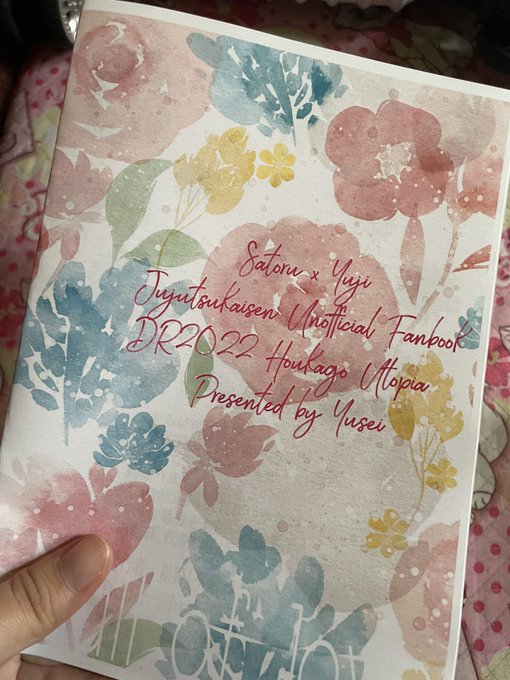 Satoru x Yuji
Jujutsukaisen Unofficial Fanbook
DR2022 Houkago Utopia
Presented by Yusei